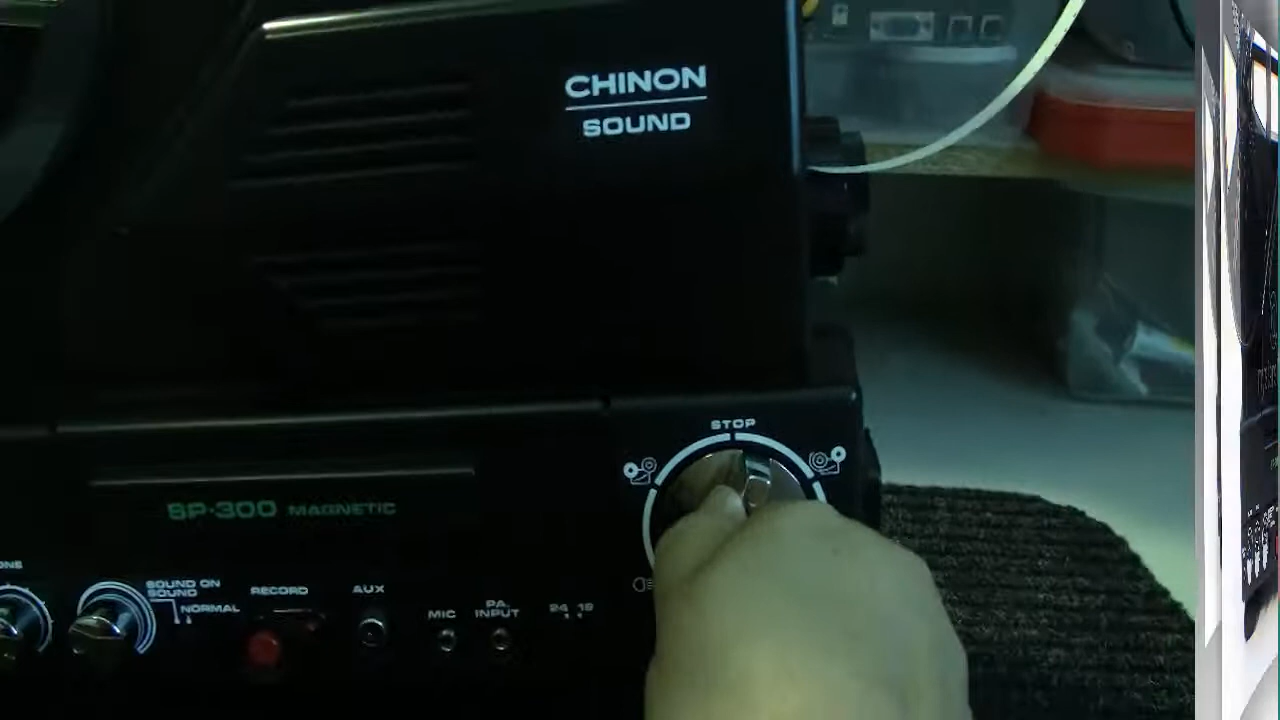 CHINON
SOUND
STOP
SP-300 MAGNETIC
SOUND ON
SOUND
NORMAL
RECORD
AUX
MIC
PA.
INPUT
24 18